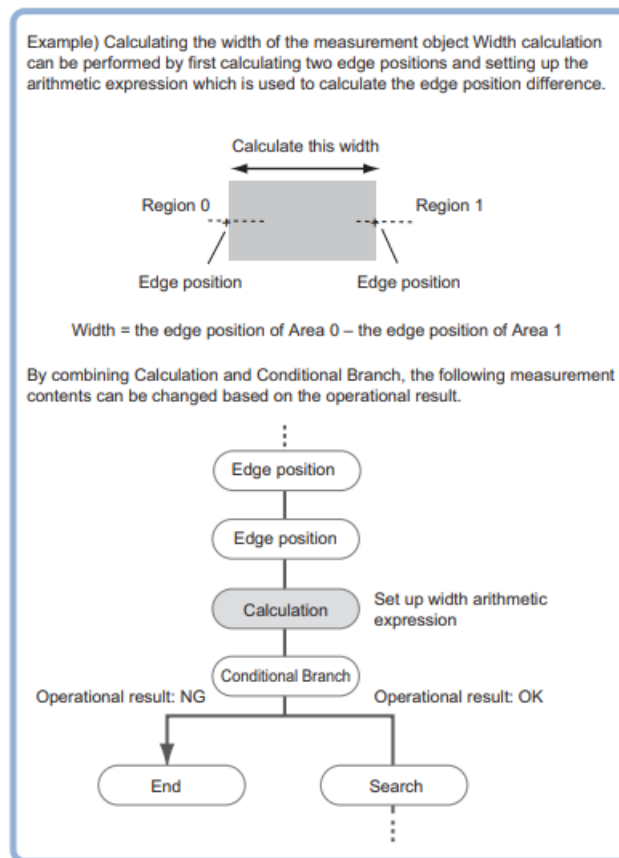 Example) Calculating the width of the measurement object Width calculation
can be performed by first calculating two edge positions and setting up the
arithmetic expression which is used to calculate the edge position difference.
Calculate this width
Region 0
Region 1
Edge position
Edge position
Width = the edge position of Area 0 – the edge position of Area 1
By combining Calculation and Conditional Branch, the following measurement
contents can be changed based on the operational result.
Edge position
Edge position
Calculation
Set up width arithmetic
expression
Conditional Branch
Operational result: NG
Operational result: OK
End
Search